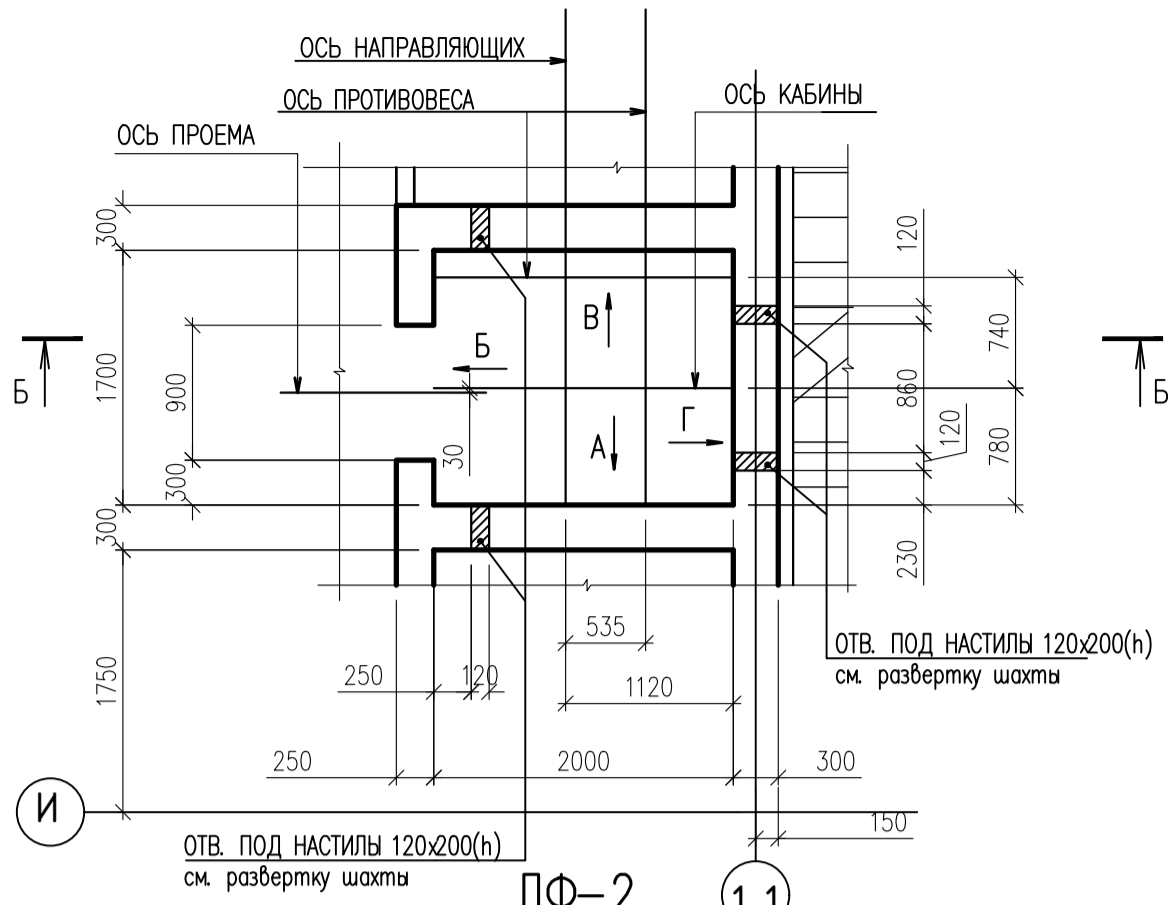 ОСЬ НАПРАВЛЯЮЩИХ
ОСЬ ПРОТИВОВЕСА
ОСЬ КАБИНЫ
ОСЬ ПРОЕМА
300
1700
300
1750
900
300
Б
Б
В
Б
Г
А
30
120
860
120
230
740
780
535
250
120
1120
250
2000
300
150
ОТВ. ПОД НАСТИЛЫ 120х200(h)
см. развертку шахты
И
ОТВ. ПОД НАСТИЛЫ 120х200(h)
см. развертку шахты
ПФ-2
1.1